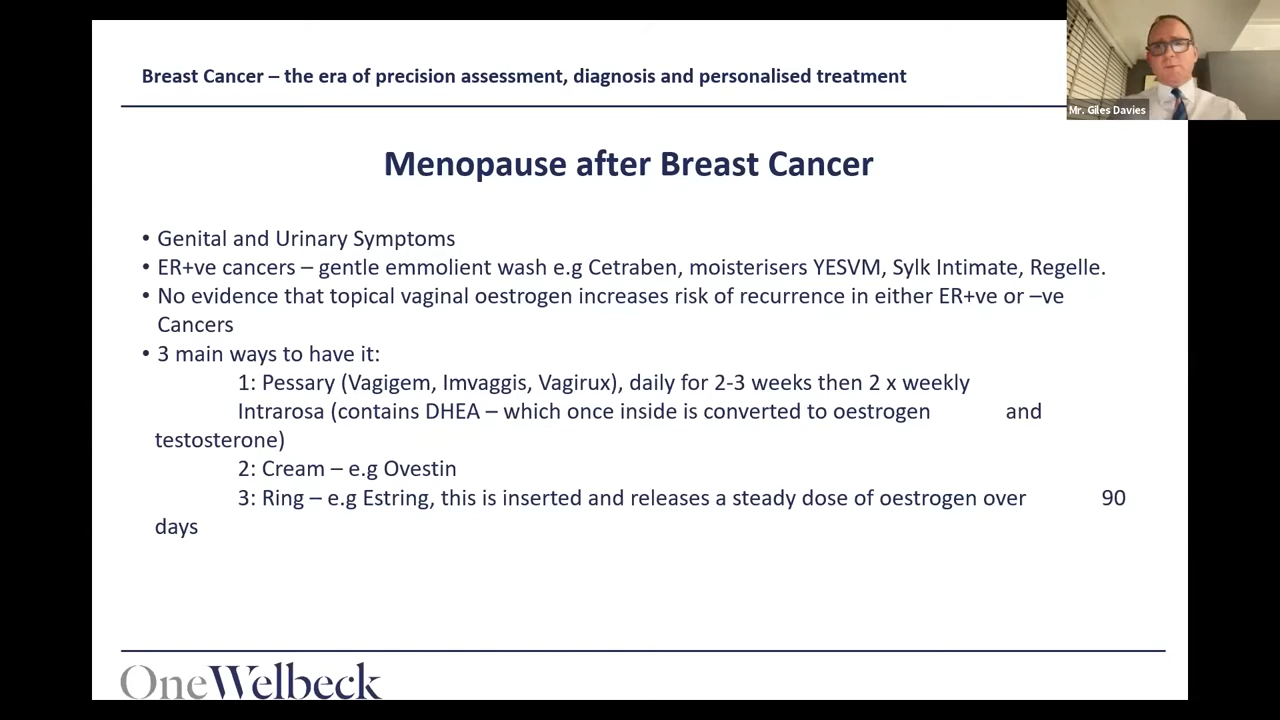 Breast Cancer – the era of precision assessment, diagnosis and personalised treatment
Mr. Giles Davies
Menopause after Breast Cancer
• Genital and Urinary Symptoms
• ER+ve cancers – gentle emmolient wash e.g Cetraben, moisterisers YESVM, Sylk Intimate, Regelle.
• No evidence that topical vaginal oestrogen increases risk of recurrence in either ER+ve or –ve
Cancers
• 3 main ways to have it:
1: Pessary (Vagigem, Imvaggis, Vagirux), daily for 2-3 weeks then 2 x weekly
Intrarosa (contains DHEA – which once inside is converted to oestrogen and
testosterone)
2: Cream – e.g Ovestin
3: Ring – e.g Estring, this is inserted and releases a steady dose of oestrogen over 90
days
OneWelbeck